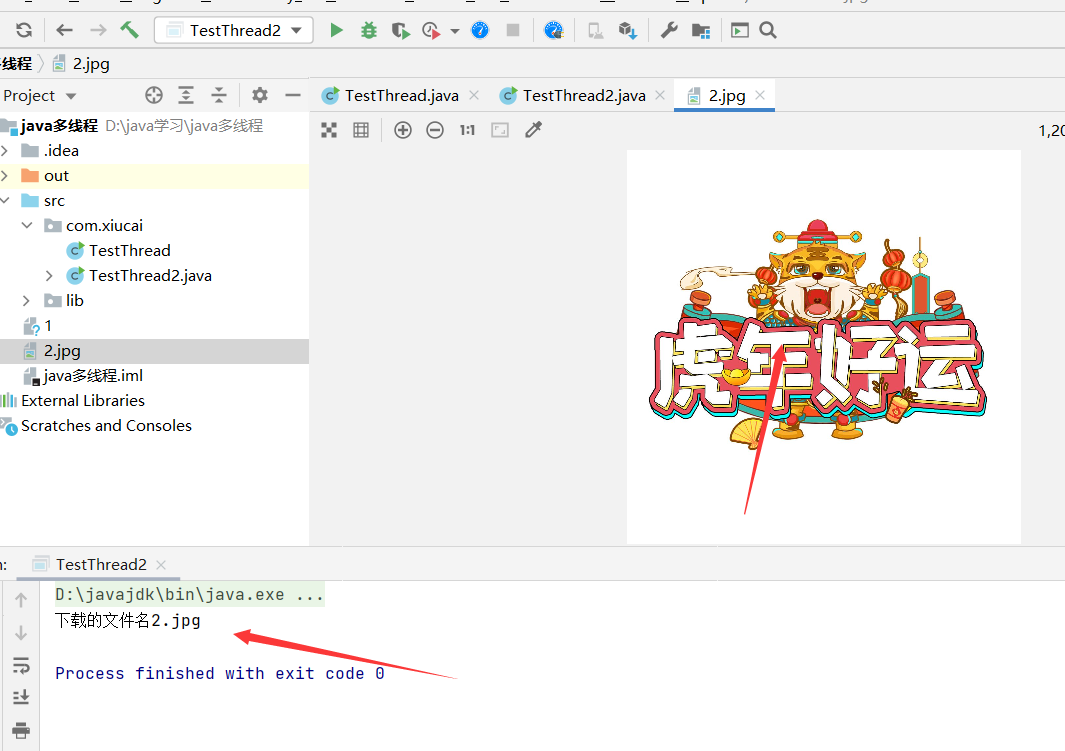 TestThread2
线程 2.jpg
Project
TestThread.java TestThread2.java 2.jpg
1:1
java多线程 D:\java学习\java多线程
.idea
out
src
com.xiucai
TestThread
TestThread2.java
lib
1
2.jpg
java多线程.iml
External Libraries
Scratches and Consoles
1,20
虎年好运
TestThread2
D:\javajdk\bin\java.exe ...
下载的文件名2.jpg
Process finished with exit code 0